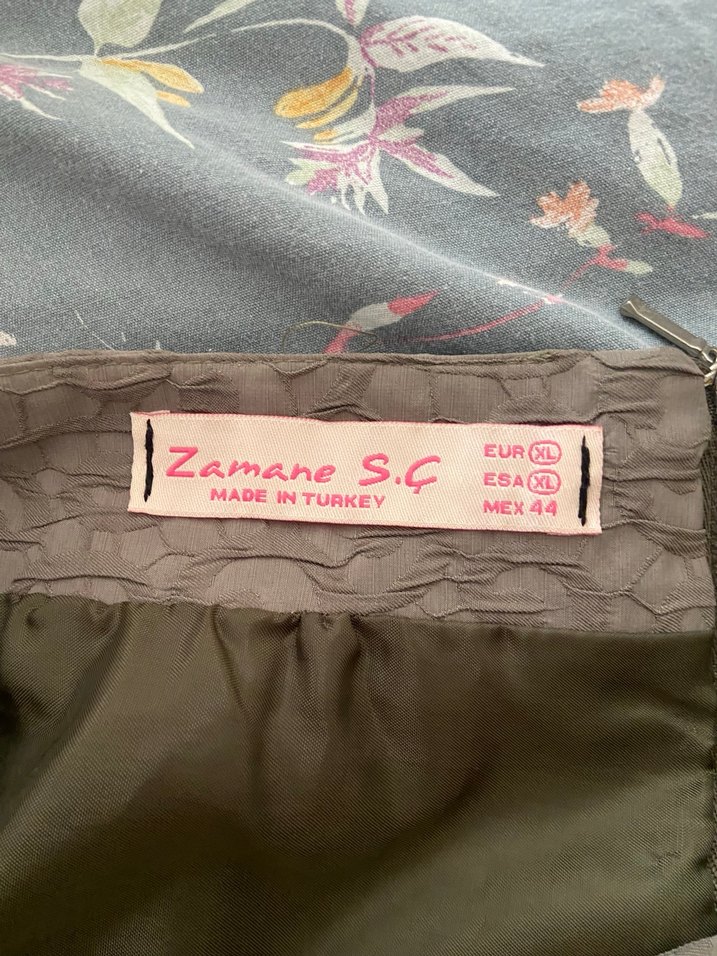 Zamane S.Ç
MADE IN TURKEY
EUR XL
ESA XL
MEX 44